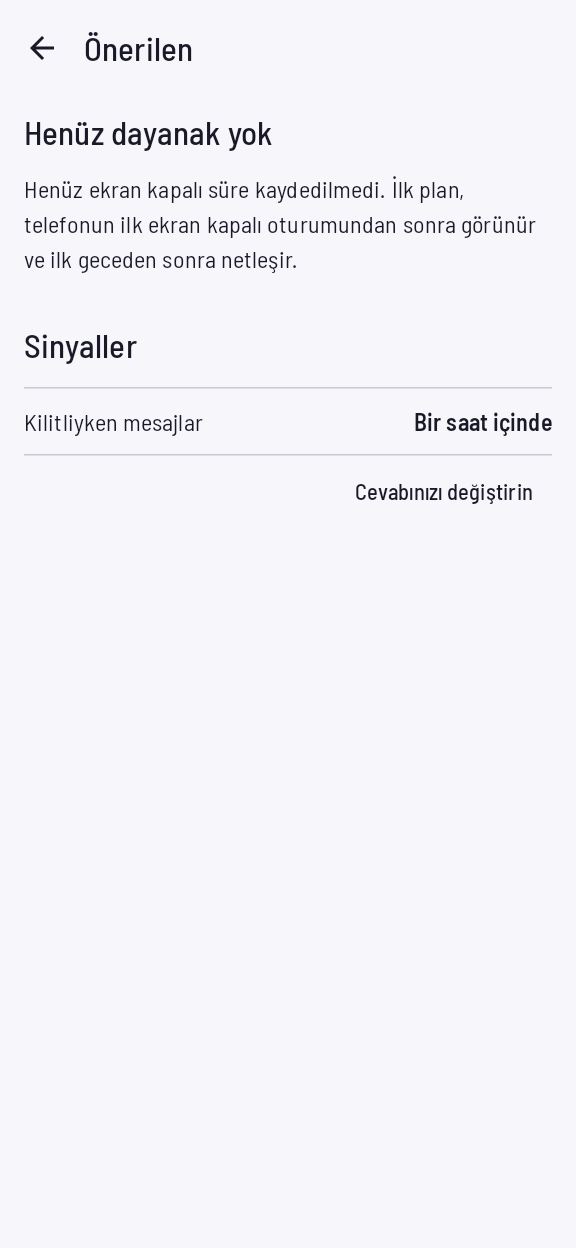 Önerilen
Henüz dayanak yok
Henüz ekran kapalı süre kaydedilmedi. İlk plan,
telefonun ilk ekran kapalı oturumundan sonra görünür
ve ilk geceden sonra netleşir.
Sinyaller
Kilitliyken mesajlar Bir saat içinde
Cevabınızı değiştirin